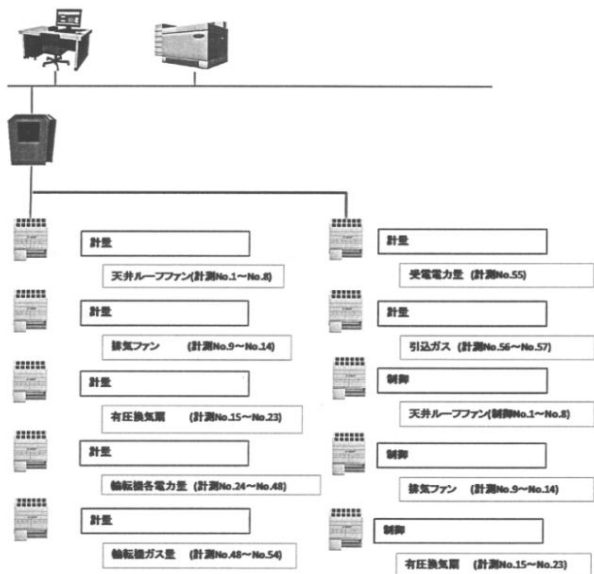 計量
天井ルーフファン(計測No.1～No.8)
計量
排気ファン (計測No.9～No.14)
計量
有圧換気扇 (計測No.15～No.23)
計量
輪転機各電力量 (計測No.24～No.48)
計量
輪転機ガス量 (計測No.48～No.54)
計量
受電電力量 (計測No.55)
計量
引込ガス (計測No.56～No.57)
制御
天井ルーフファン(制御No.1～No.8)
制御
排気ファン (計測No.9～No.14)
制御
有圧換気扇 (計測No.15～No.23)